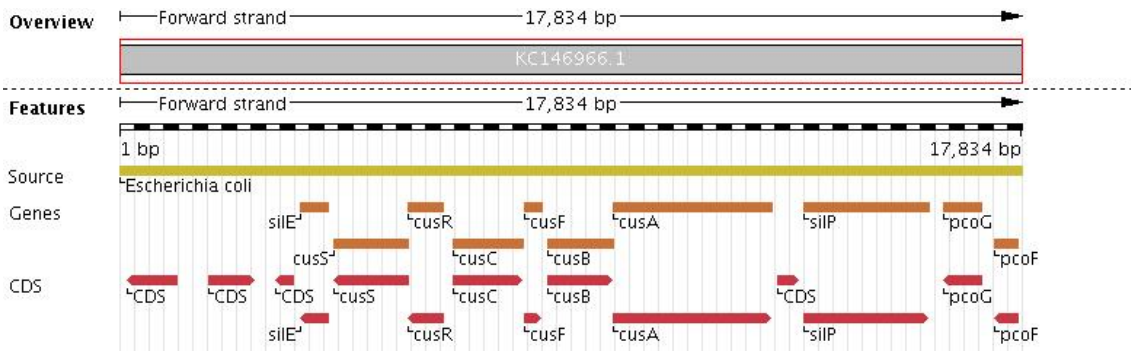 Overview Forward strand 17,834 bp
KC146966.1
Features Forward strand 17,834 bp
1 bp 17,834 bp
Source
Escherichia coli
Genes
silE cusR cusF cusA silP pcoG
cusS cusC cusB pcoF
CDS
CDS CDS CDS cusS cusC cusB CDS pcoG
silE cusR cusF cusA silP pcoF